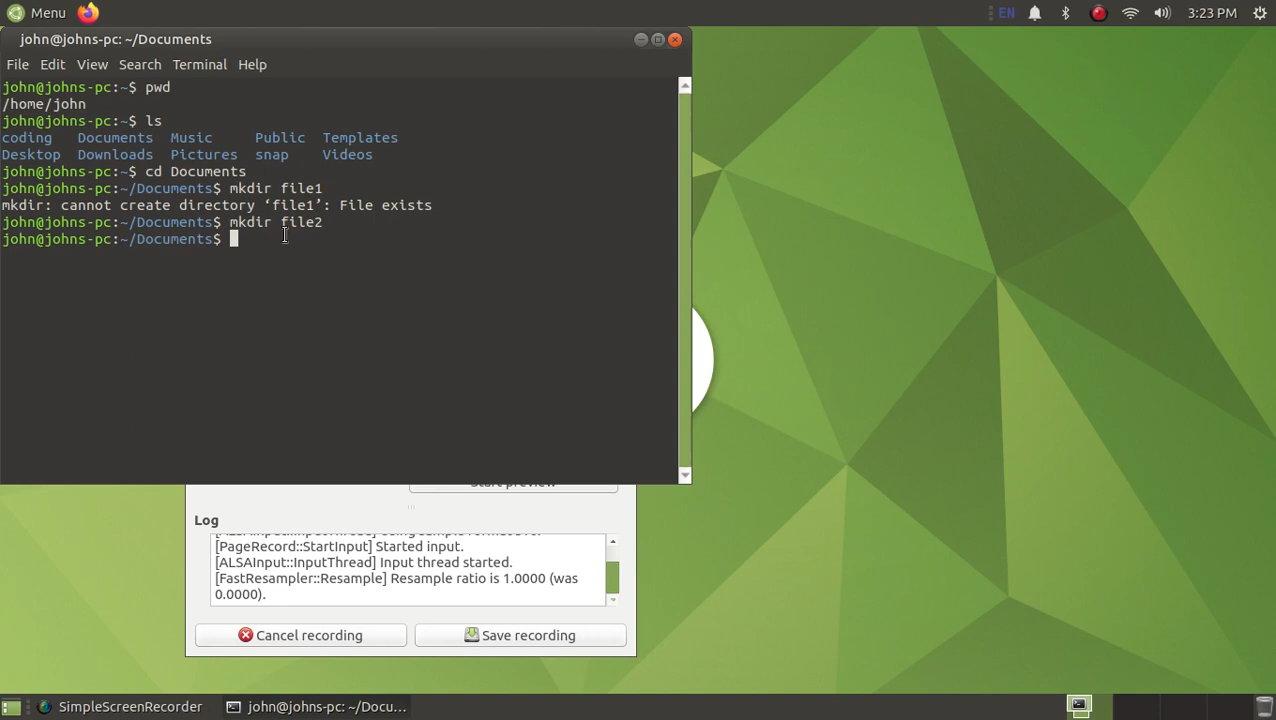 Menu
EN
3:23 PM
john@johns-pc: ~/Documents
File Edit View Search Terminal Help
john@johns-pc:~$ pwd
/home/john
john@johns-pc:~$ ls
coding Documents Music Public Templates
Desktop Downloads Pictures snap Videos
john@johns-pc:~$ cd Documents
john@johns-pc:~/Documents$ mkdir file1
mkdir: cannot create directory ‘file1’: File exists
john@johns-pc:~/Documents$ mkdir file2
john@johns-pc:~/Documents$
Start preview
Log
[PageRecord::StartInput] Started input.
[ALSAInput::InputThread] Input thread started.
[FastResampler::Resample] Resample ratio is 1.0000 (was
0.0000).
Cancel recording
Save recording
SimpleScreenRecorder
john@johns-pc: ~/Docu...